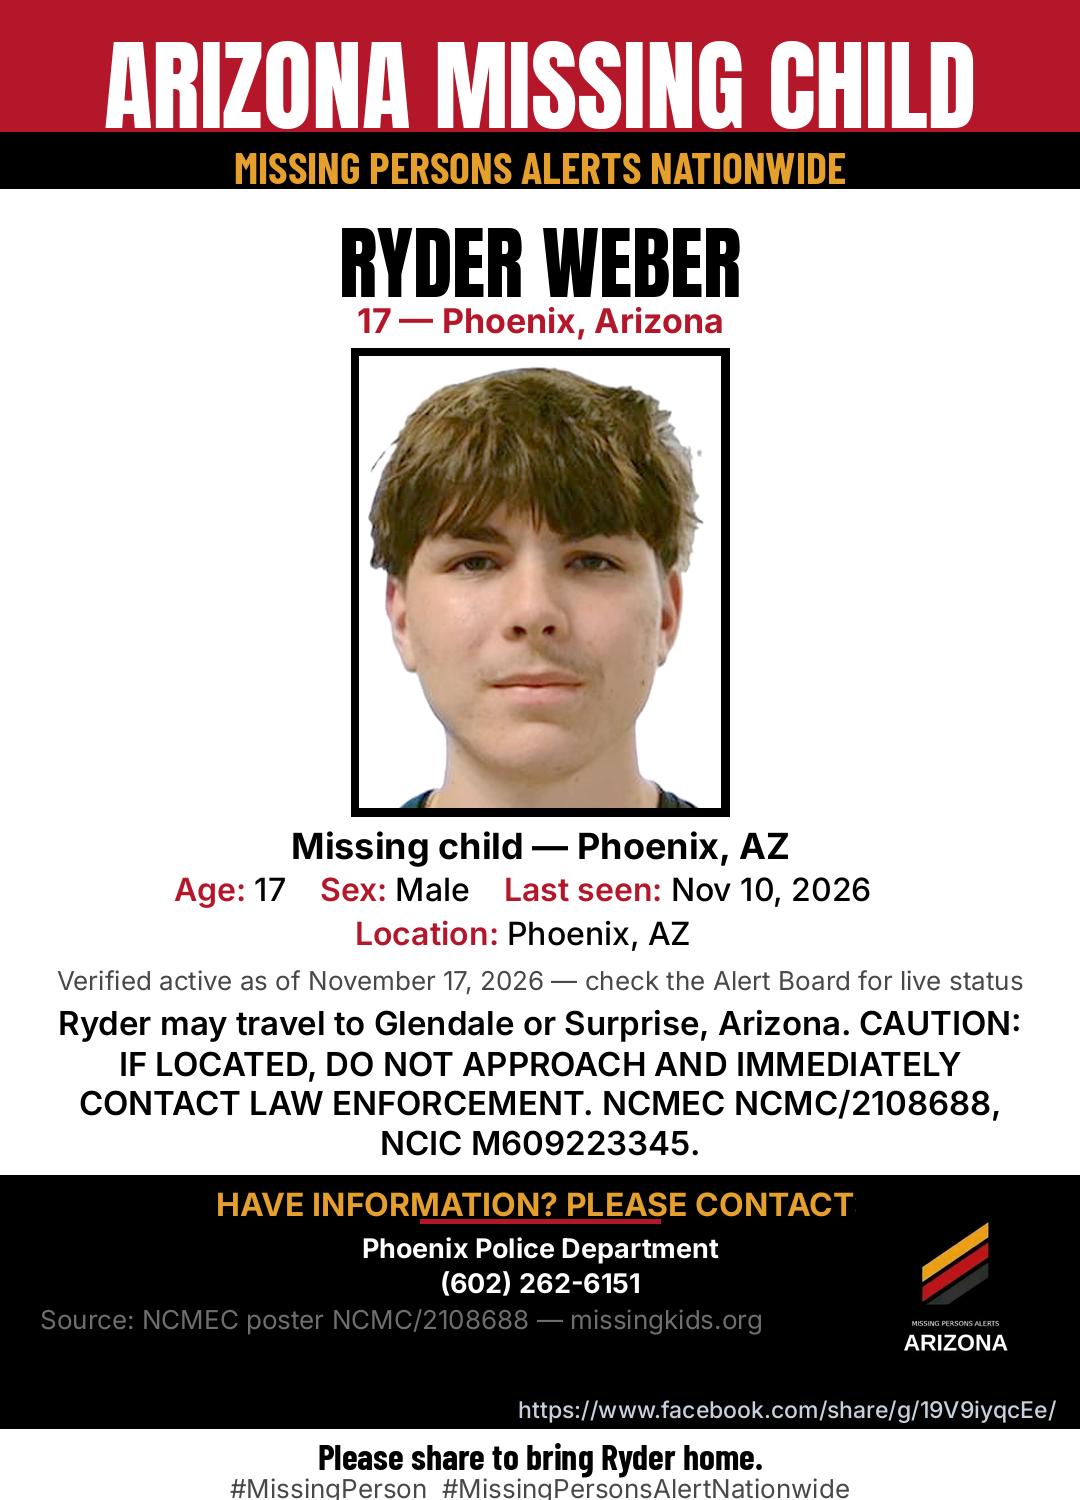 ARIZONA MISSING CHILD
MISSING PERSONS ALERTS NATIONWIDE
RYDER WEBER
17 — Phoenix, Arizona
Missing child — Phoenix, AZ
Age: 17 Sex: Male Last seen: Nov 10, 2026
Location: Phoenix, AZ
Verified active as of November 17, 2026 — check the Alert Board for live status
Ryder may travel to Glendale or Surprise, Arizona. CAUTION:
IF LOCATED, DO NOT APPROACH AND IMMEDIATELY
CONTACT LAW ENFORCEMENT. NCMEC NCMC/2108688,
NCIC M609223345.
HAVE INFORMATION? PLEASE CONTACT:
Phoenix Police Department
(602) 262-6151
Source: NCMEC poster NCMC/2108688 — missingkids.org
MISSING PERSONS ALERTS
ARIZONA
https://www.facebook.com/share/g/19V9iyqcEe/
Please share to bring Ryder home.
#MissingPerson #MissingPersonsAlertNationwide